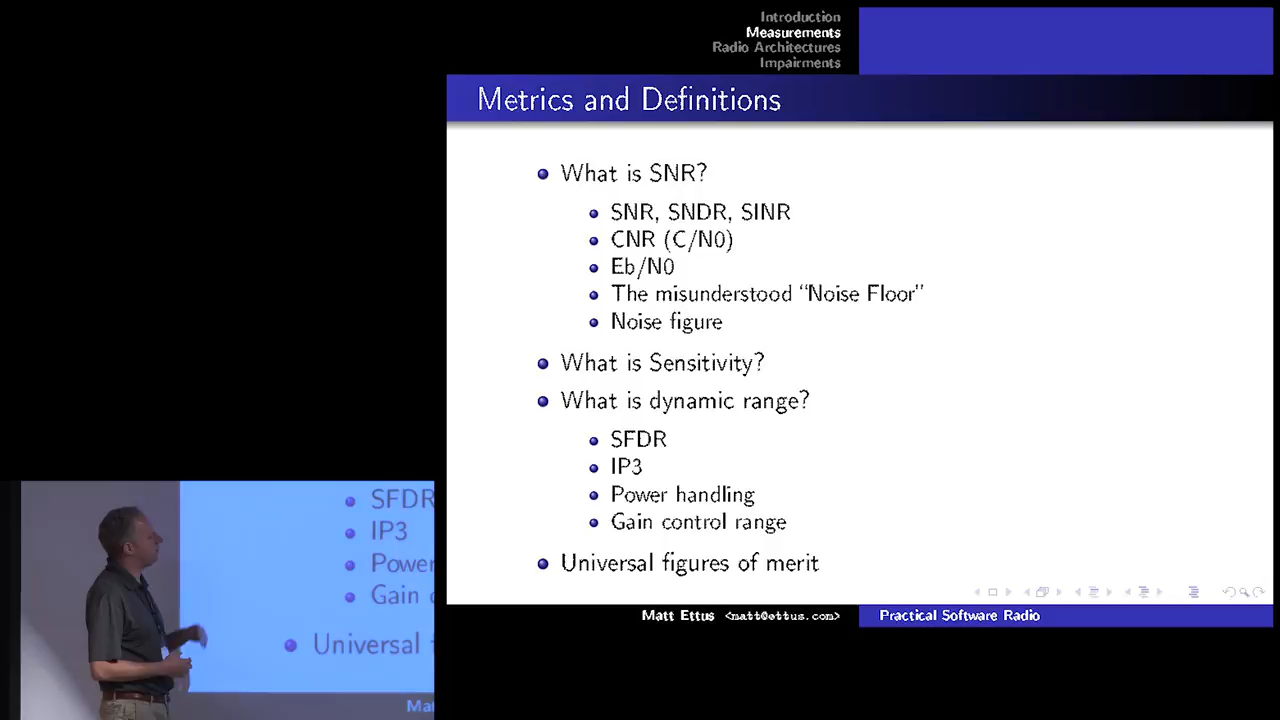 Introduction
Measurements
Radio Architectures
Impairments
Metrics and Definitions
What is SNR?
SNR, SNDR, SINR
CNR (C/N0)
Eb/N0
The misunderstood “Noise Floor”
Noise figure
What is Sensitivity?
What is dynamic range?
SFDR
IP3
Power handling
Gain control range
Universal figures of merit
Matt Ettus <matt@ettus.com>
Practical Software Radio
SFDR
IP3
Power
Gain
Universal
Mat